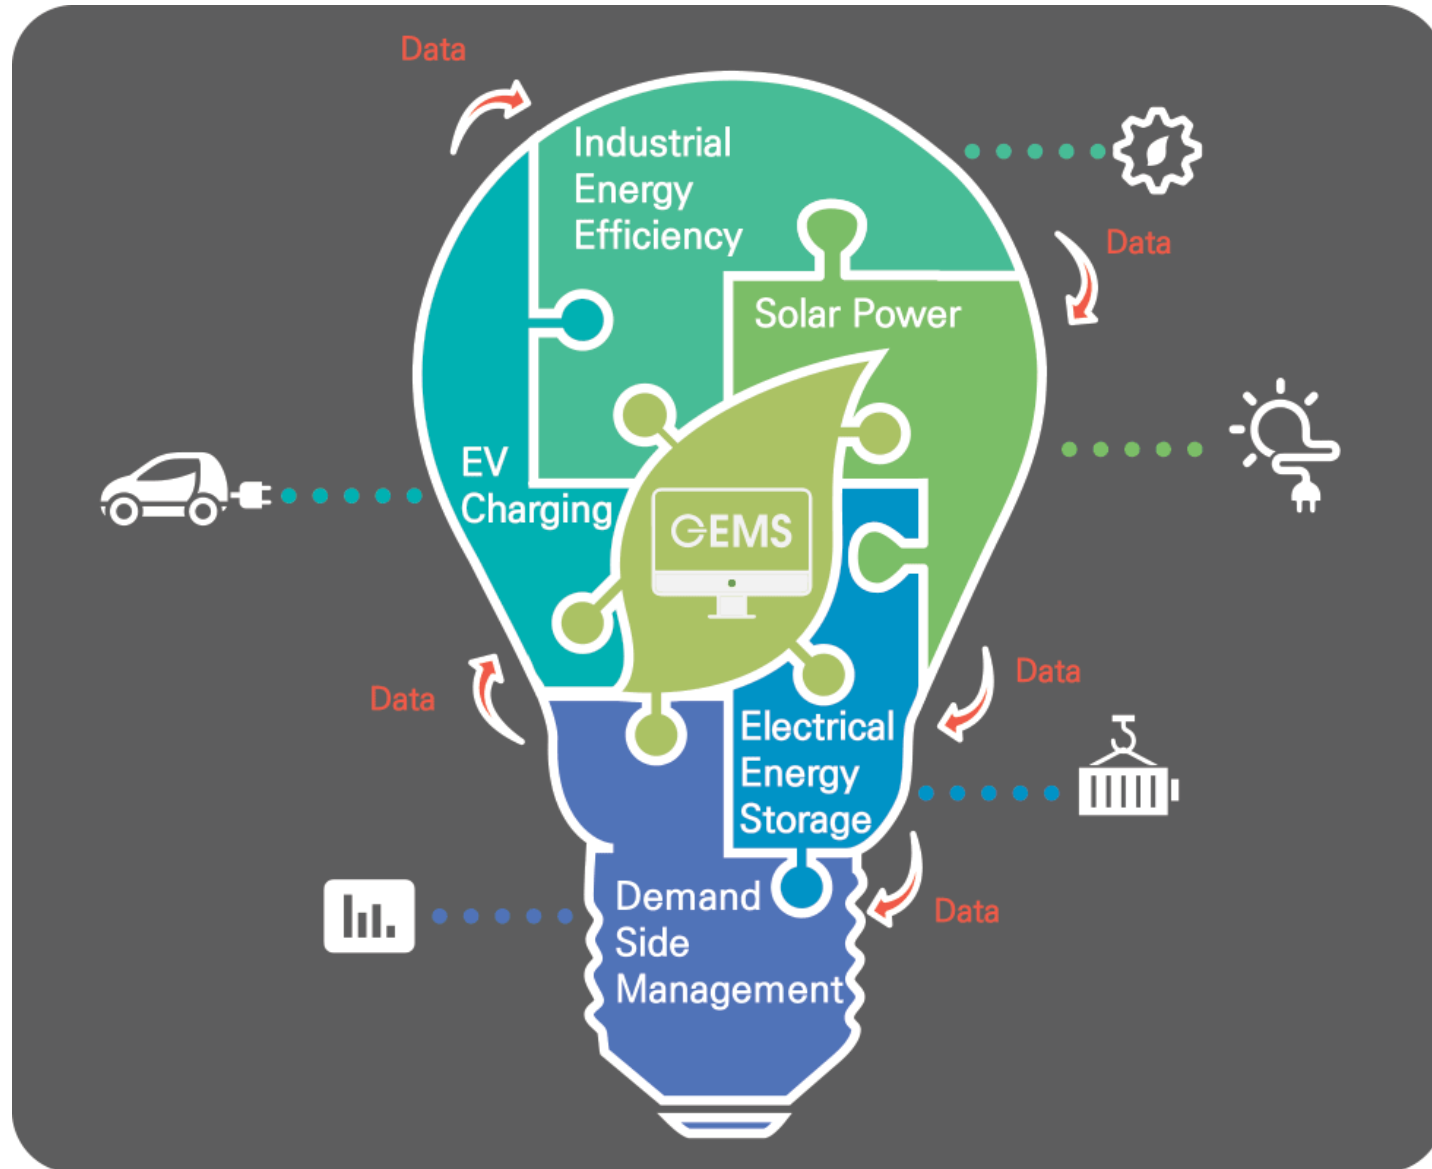 Data
Industrial
Energy
Efficiency
Data
Solar Power
EV
Charging
GEMS
Data
Data
Electrical
Energy
Storage
Demand
Side
Management
Data